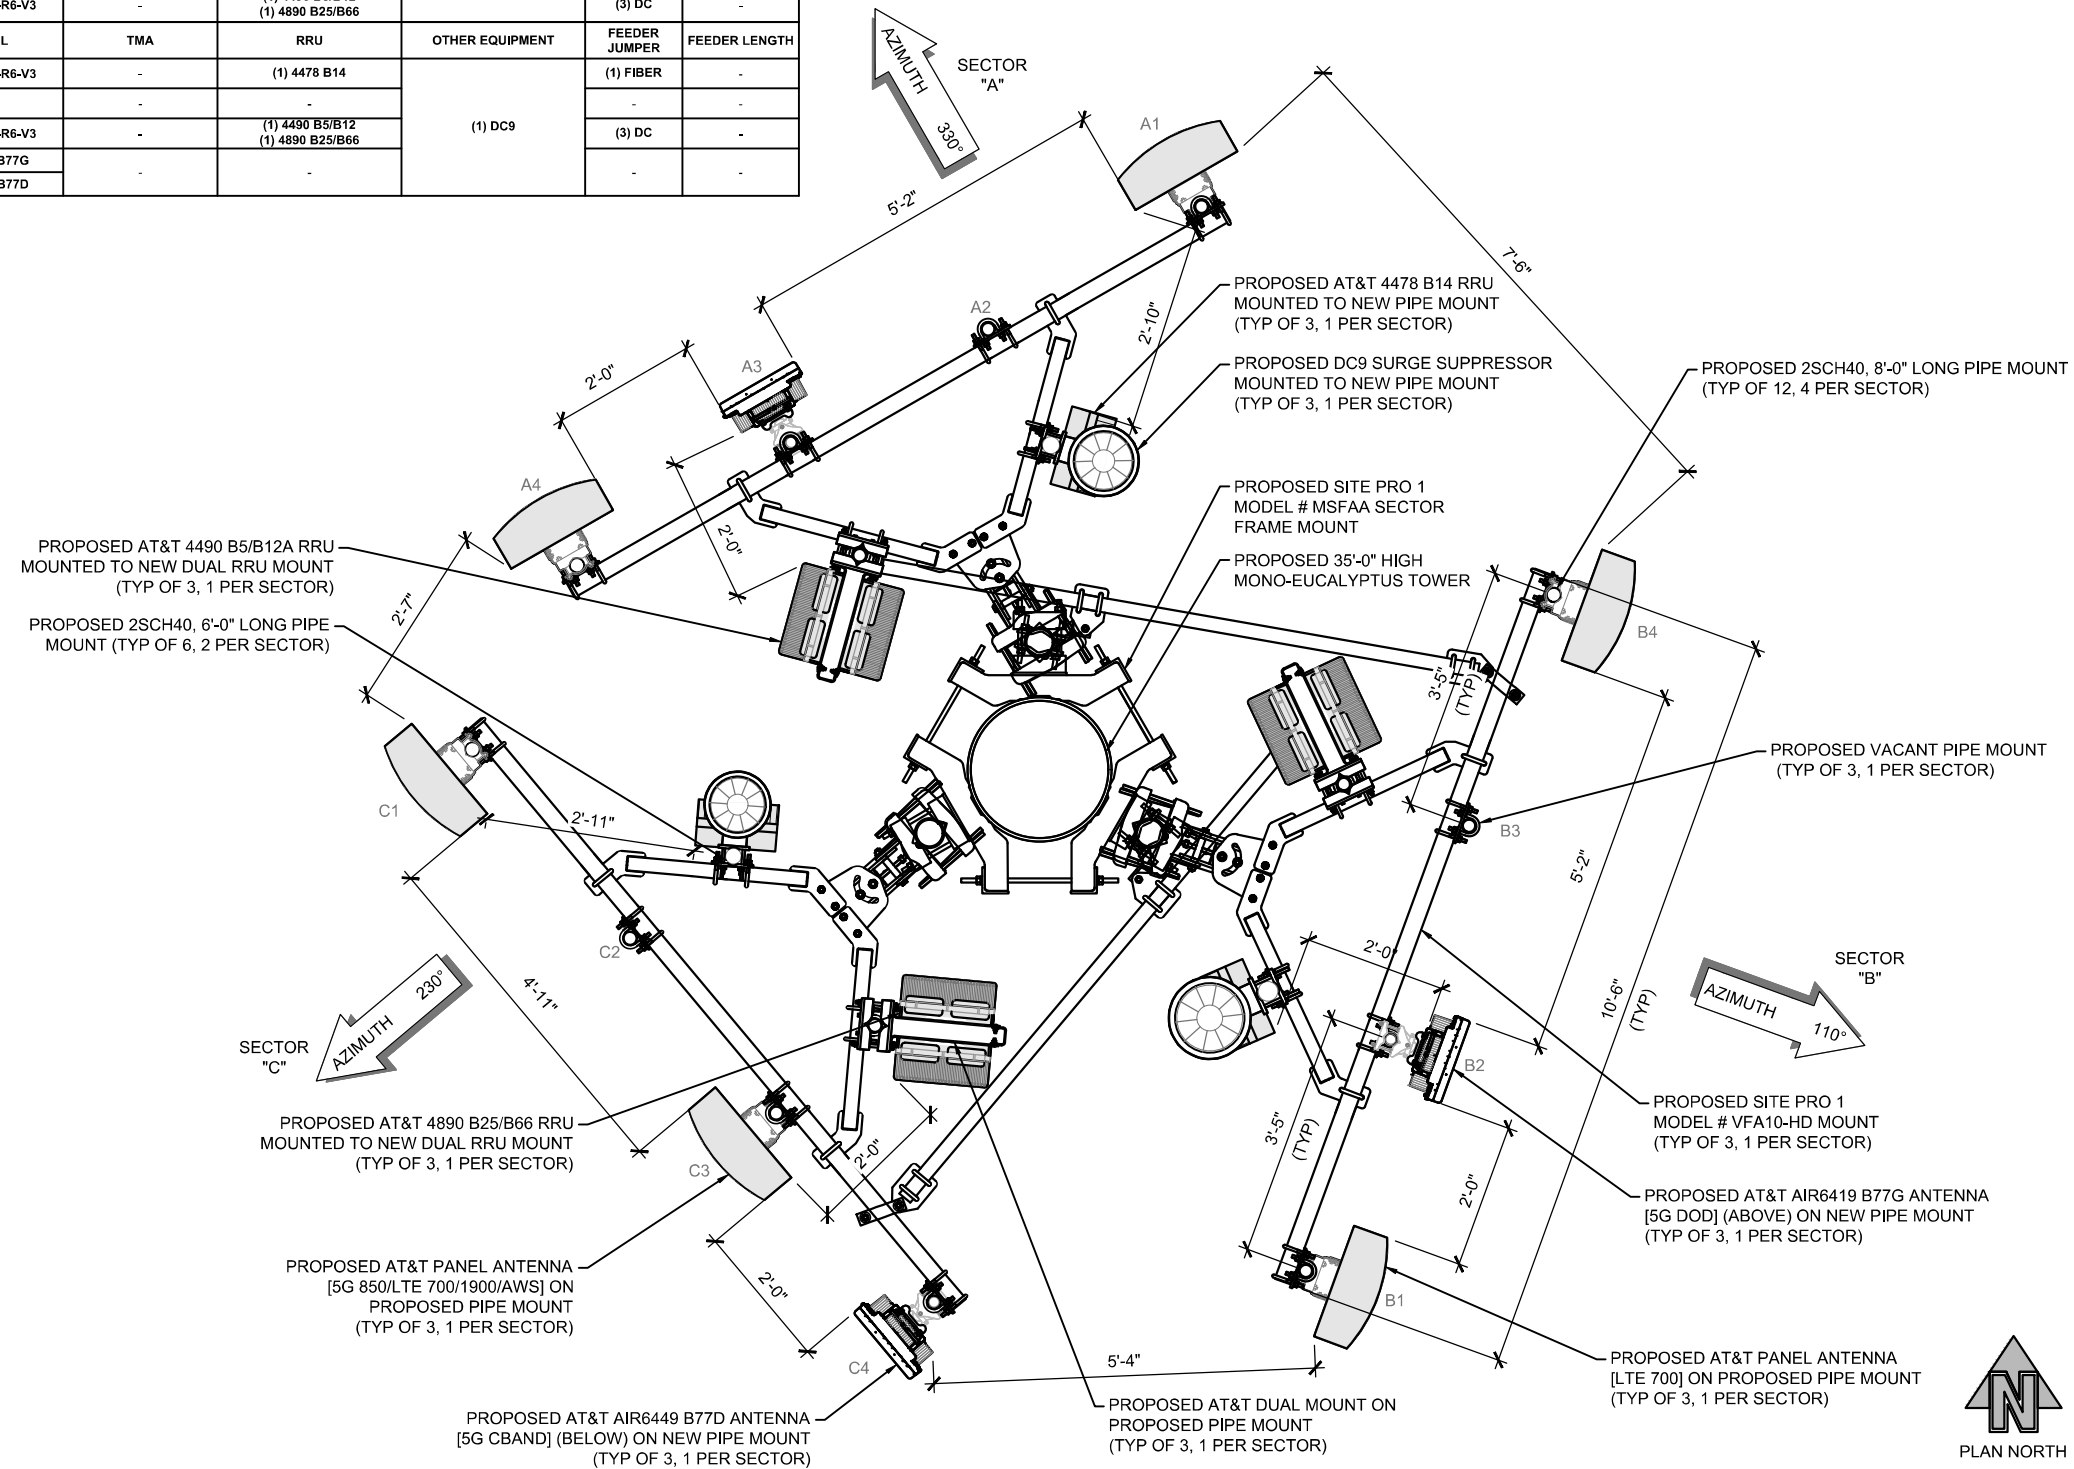 -R6-V3 - (1) 4890 B25/B66 (3) DC -
L TMA RRU OTHER EQUIPMENT FEEDER JUMPER FEEDER LENGTH
-R6-V3 - (1) 4478 B14 (1) DC9 (1) FIBER -
- - - -
R6-V3 - (1) 4490 B5/B12 (3) DC -
(1) 4890 B25/B66
B77G - - - -
B77D
AZIMUTH
330°
SECTOR
"A"
A1
5'-2"
7'-6"
A2
2'-10"
A3
2'-0"
A4
2'-0"
2'-7"
PROPOSED AT&T 4478 B14 RRU
MOUNTED TO NEW PIPE MOUNT
(TYP OF 3, 1 PER SECTOR)
PROPOSED DC9 SURGE SUPPRESSOR
MOUNTED TO NEW PIPE MOUNT
(TYP OF 3, 1 PER SECTOR)
PROPOSED 2SCH40, 8'-0" LONG PIPE MOUNT
(TYP OF 12, 4 PER SECTOR)
PROPOSED SITE PRO 1
MODEL # MSFAA SECTOR
FRAME MOUNT
PROPOSED 35'-0" HIGH
MONO-EUCALYPTUS TOWER
PROPOSED AT&T 4490 B5/B12A RRU
MOUNTED TO NEW DUAL RRU MOUNT
(TYP OF 3, 1 PER SECTOR)
PROPOSED 2SCH40, 6'-0" LONG PIPE
MOUNT (TYP OF 6, 2 PER SECTOR)
B4
3'-5"
(TYP)
PROPOSED VACANT PIPE MOUNT
(TYP OF 3, 1 PER SECTOR)
B3
C1
2'-11"
5'-2"
C2
2'-0"
10'-6"
(TYP)
SECTOR
"B"
AZIMUTH
110°
4'-11"
230°
AZIMUTH
SECTOR
"C"
B2
PROPOSED SITE PRO 1
MODEL # VFA10-HD MOUNT
(TYP OF 3, 1 PER SECTOR)
PROPOSED AT&T 4890 B25/B66 RRU
MOUNTED TO NEW DUAL RRU MOUNT
(TYP OF 3, 1 PER SECTOR)
3'-5"
(TYP)
C3
2'-0"
2'-0"
PROPOSED AT&T AIR6419 B77G ANTENNA
[5G DOD] (ABOVE) ON NEW PIPE MOUNT
(TYP OF 3, 1 PER SECTOR)
PROPOSED AT&T PANEL ANTENNA
[5G 850/LTE 700/1900/AWS] ON
PROPOSED PIPE MOUNT
(TYP OF 3, 1 PER SECTOR)
2'-0"
B1
C4
5'-4"
PROPOSED AT&T PANEL ANTENNA
[LTE 700] ON PROPOSED PIPE MOUNT
(TYP OF 3, 1 PER SECTOR)
PROPOSED AT&T AIR6449 B77D ANTENNA
[5G CBAND] (BELOW) ON NEW PIPE MOUNT
(TYP OF 3, 1 PER SECTOR)
PROPOSED AT&T DUAL MOUNT ON
PROPOSED PIPE MOUNT
(TYP OF 3, 1 PER SECTOR)
N
PLAN NORTH